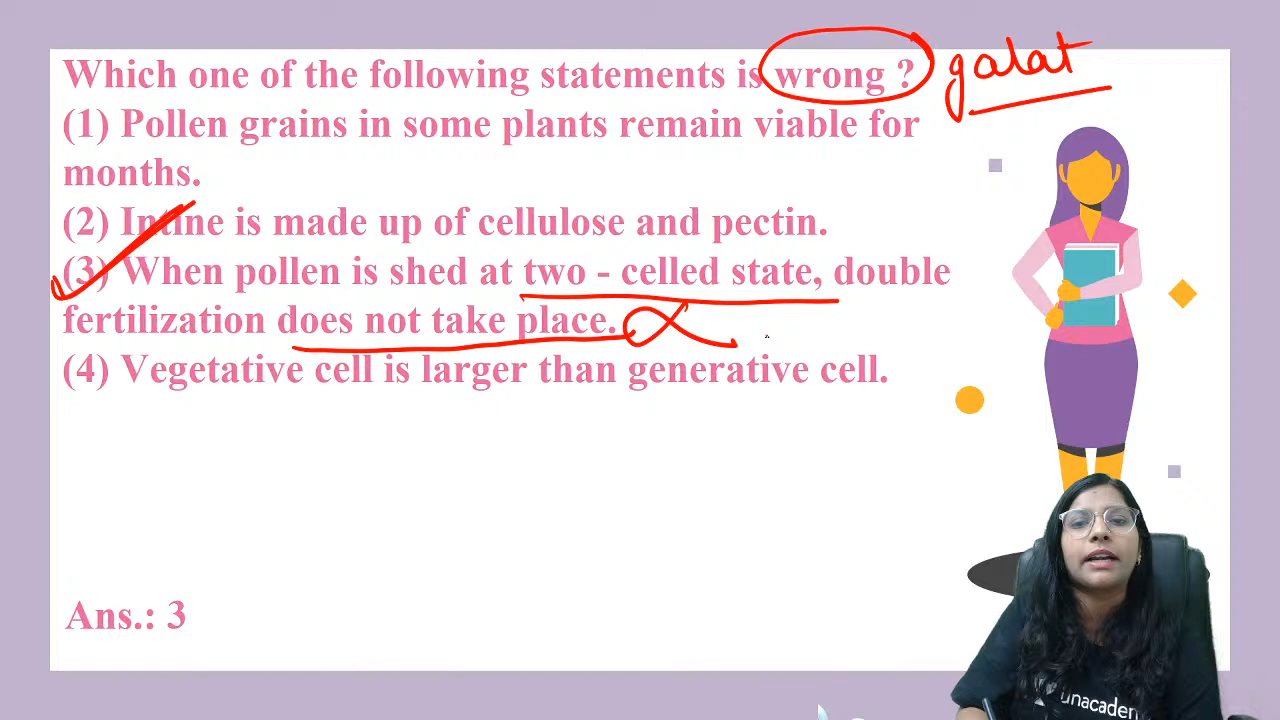 Which one of the following statements is wrong ? galat
(1) Pollen grains in some plants remain viable for
months.
(2) Intine is made up of cellulose and pectin.
(3) When pollen is shed at two - celled state, double
fertilization does not take place.
(4) Vegetative cell is larger than generative cell.
Ans.: 3
unacadem